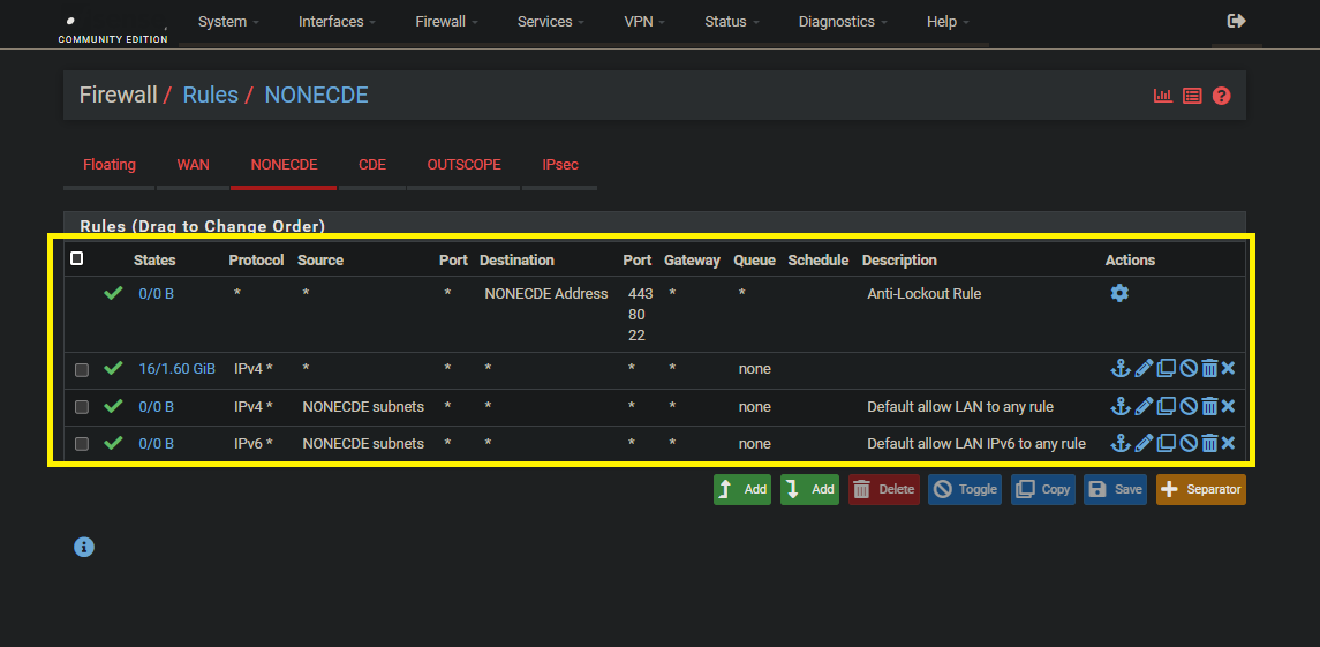 System Interfaces Firewall Services VPN Status Diagnostics Help
COMMUNITY EDITION
Firewall / Rules / NONECDE
Floating WAN NONECDE CDE OUTSCOPE IPsec
Rules (Drag to Change Order)
States Protocol Source Port Destination Port Gateway Queue Schedule Description Actions
0/0 B * * * NONECDE Address 443 * * Anti-Lockout Rule
80
22
16/1.60 GiB IPv4 * * * * * * none
0/0 B IPv4 * NONECDE subnets * * * * none Default allow LAN to any rule
0/0 B IPv6 * NONECDE subnets * * * * none Default allow LAN IPv6 to any rule
Add Add Delete Toggle Copy Save Separator